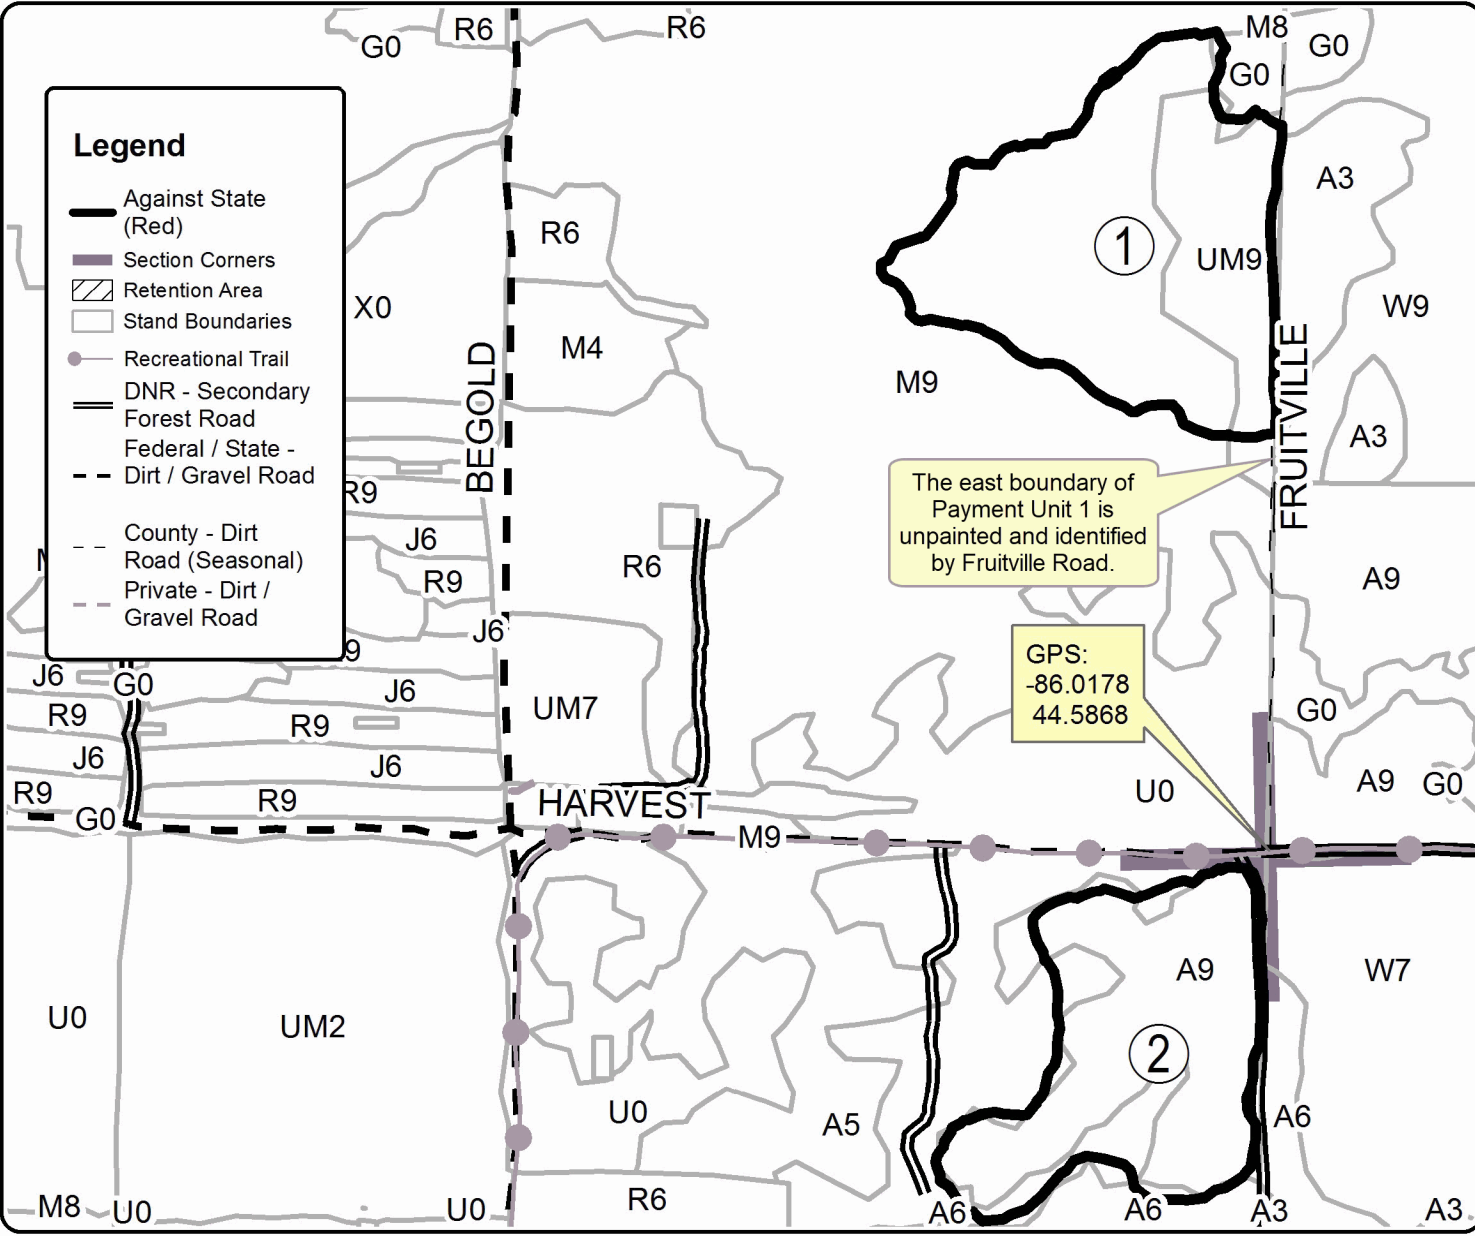 R6
R6
G0
M8
G0
G0
Legend
Against State
(Red)
Section Corners
Retention Area
Stand Boundaries
Recreational Trail
DNR - Secondary
Forest Road
Federal / State -
Dirt / Gravel Road
County - Dirt
Road (Seasonal)
Private - Dirt /
Gravel Road
A3
R6
1
UM9
X0
W9
M4
BEGOLD
FRUITVILLE
M9
A3
R9
The east boundary of
Payment Unit 1 is
unpainted and identified
by Fruitville Road.
J6
R6
R9
A9
J6
GPS:
-86.0178
44.5868
J6
G0
J6
R9
R9
UM7
G0
J6
J6
R9
R9
U0
A9
G0
HARVEST
G0
M9
A9
W7
U0
UM2
2
U0
A5
A6
M8
U0
U0
R6
A6
A6
A3
A3